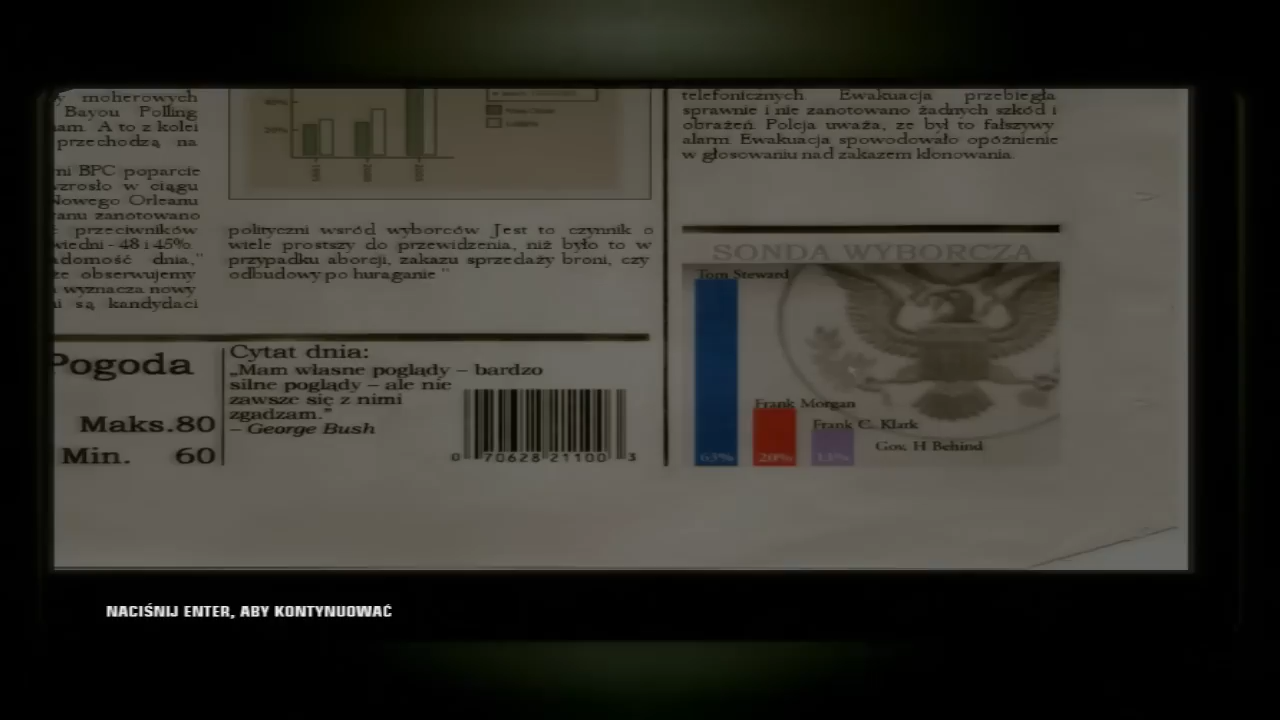 moherowych
Bayou Polling
A to z kolei
przechodzą na
BPC poparcie
wzrosło w ciągu
Nowego Orleanu
zanotowano
przeciwników
- 48 i 45%.
dnia,"
że obserwujemy
wyznacza nowy
są kandydaci
polityczni wsród wyborców Jest to czynnik o
wiele prostszy do przewidzenia, niż było to w
przypadku aborcji, zakazu sprzedaży broni, czy
odbudowy po huraganie "
telefonicznych. Ewakuacja przebiegła
sprawnie i nie zanotowano żadnych szkód i
obrażeń. Policja uważa, ze był to fałszywy
alarm. Ewakuacja spowodowało opóźnienie
w głosowaniu nad zakazem klonowania.
SONDA WYBORCZA
Tom Steward
Frank Morgan
Frank C. Klark
Gov. H Behind
63%
20%
13%
Pogoda
Maks.80
Min. 60
Cytat dnia:
„Mam własne poglądy – bardzo
silne poglądy – ale nie
zawsze się z nimi
zgadzam."
– George Bush
0 70628 21100 3
NACIŚNIJ ENTER, ABY KONTYNUOWAĆ